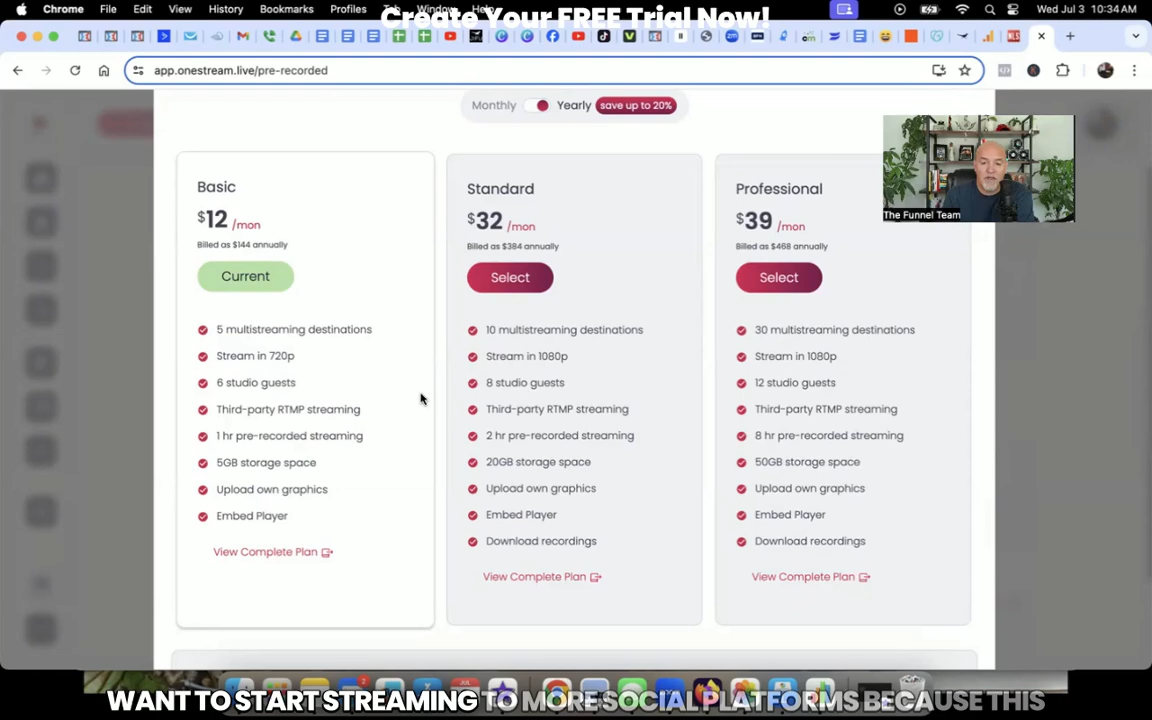 Create Your FREE Trial Now!
Chrome File Edit View History Bookmarks Profiles Tab Window Help Wed Jul 3 10:34 AM
app.onestream.live/pre-recorded
Monthly Yearly save up to 20%
The Funnel Team
Basic
$12 /mon
Billed as $144 annually
Current
5 multistreaming destinations
Stream in 720p
6 studio guests
Third-party RTMP streaming
1 hr pre-recorded streaming
5GB storage space
Upload own graphics
Embed Player
View Complete Plan
Standard
$32 /mon
Billed as $384 annually
Select
10 multistreaming destinations
Stream in 1080p
8 studio guests
Third-party RTMP streaming
2 hr pre-recorded streaming
20GB storage space
Upload own graphics
Embed Player
Download recordings
View Complete Plan
Professional
$39 /mon
Billed as $468 annually
Select
30 multistreaming destinations
Stream in 1080p
12 studio guests
Third-party RTMP streaming
8 hr pre-recorded streaming
50GB storage space
Upload own graphics
Embed Player
Download recordings
View Complete Plan
WANT TO START STREAMING TO MORE SOCIAL PLATFORMS BECAUSE THIS